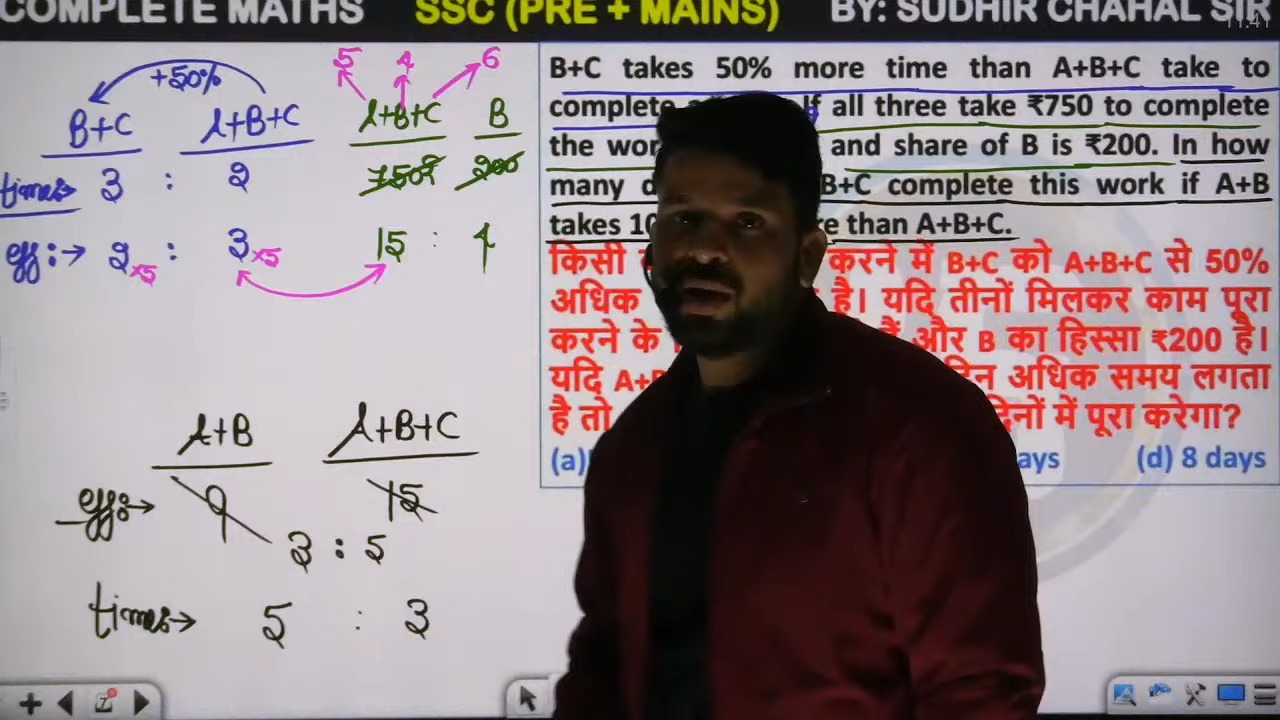 COMPLETE MATHS SSC (PRE + MAINS) BY: SUDHIR CHAHAL SIR
B+C takes 50% more time than A+B+C take to
complete If all three take ₹750 to complete
the and share of B is ₹200. In how
many B+C complete this work if A+B
takes than A+B+C.
किसी करने में B+C को A+B+C से 50%
अधिक है। यदि तीनों मिलकर काम पूरा
करने के और B का हिस्सा ₹200 है।
यदि अधिक समय लगता
है तो में पूरा करेगा?
(a) (d) 8 days
+50%
B+C A+B+C
times 3 : 2
eff:→ 2×5 : 3×5
5 4 6
A+B+C B
750₹ 200
15 : 4
A+B A+B+C
eff:→ 9 15
3 : 5
times→ 5 : 3